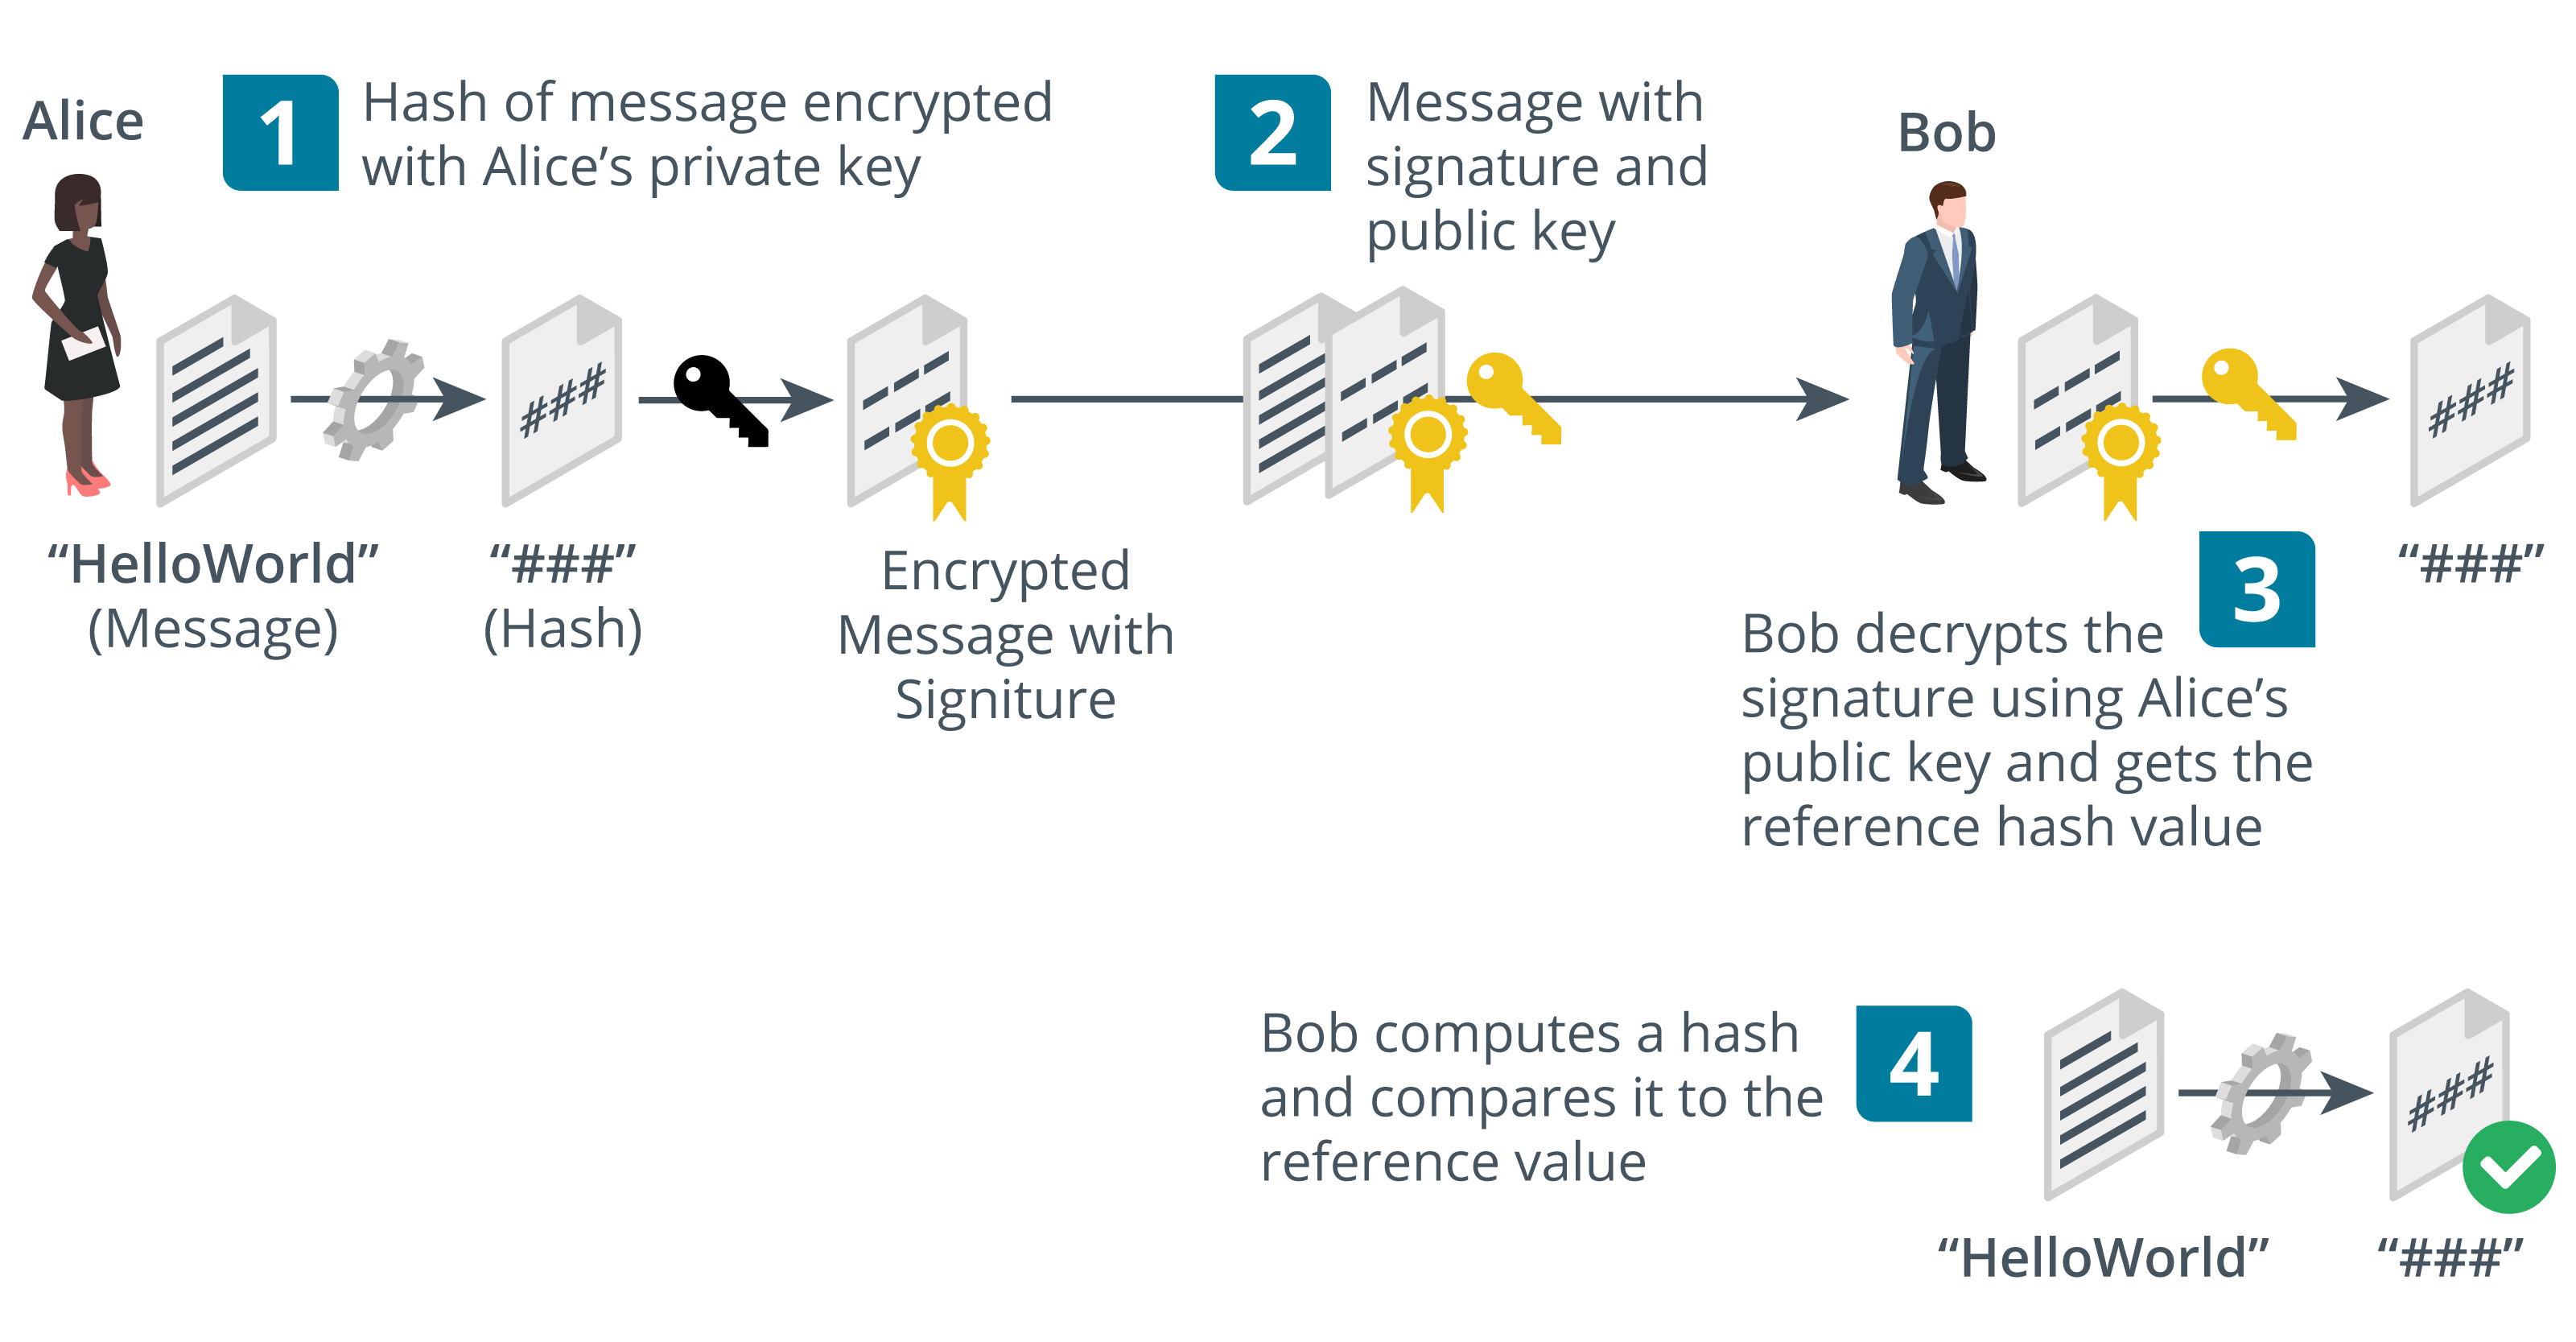 Alice
1
Hash of message encrypted
with Alice’s private key
2
Message with
signature and
public key
Bob
###
###
“HelloWorld”
(Message)
“###”
(Hash)
Encrypted
Message with
Signiture
3
“###”
Bob decrypts the
signature using Alice’s
public key and gets the
reference hash value
Bob computes a hash
and compares it to the
reference value
4
###
“HelloWorld”
“###”